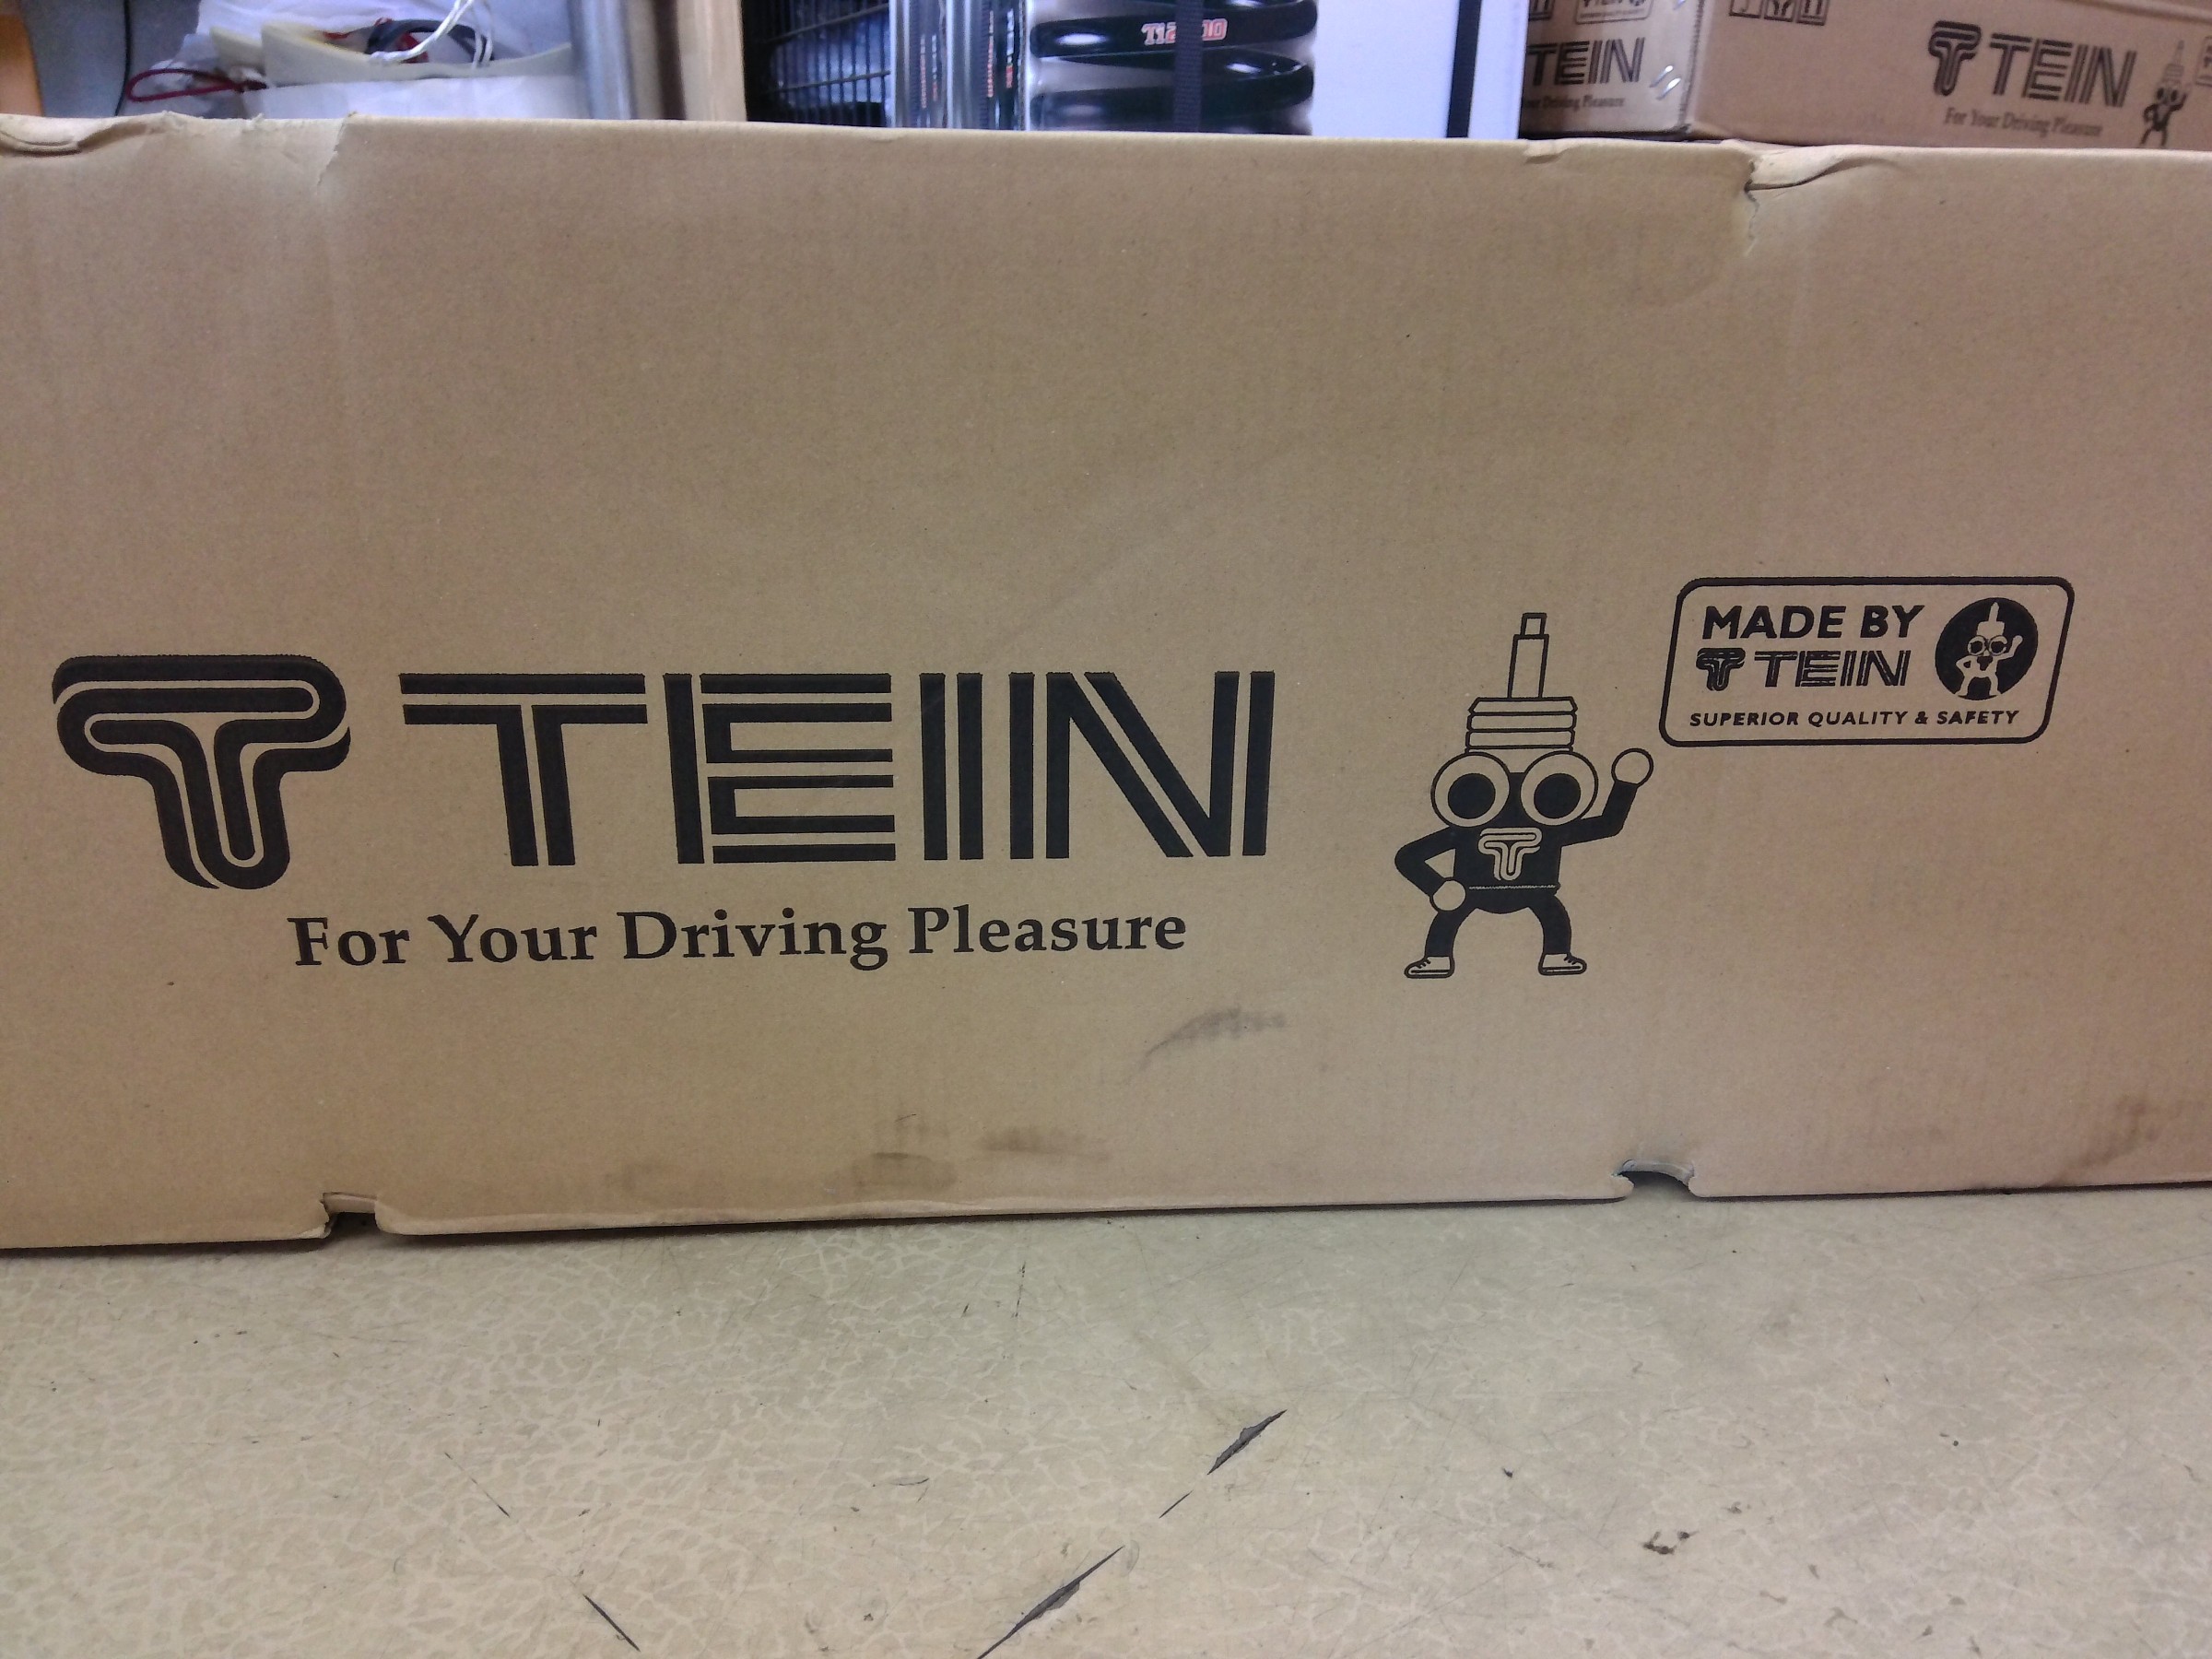 TEIN
TEIN
For Your Driving Pleasure
TEIN
For Your Driving Pleasure
MADE BY
TEIN
SUPERIOR QUALITY & SAFETY